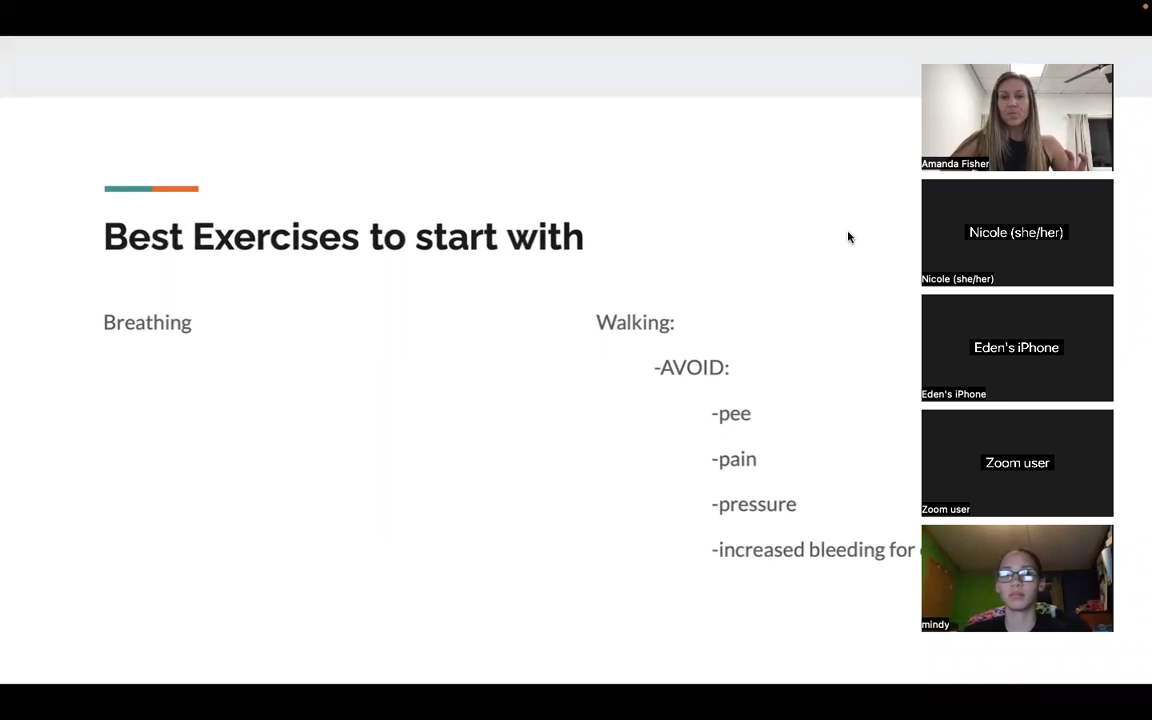 Best Exercises to start with
Breathing
Walking:
-AVOID:
-pee
-pain
-pressure
-increased bleeding for
Amanda Fisher
Nicole (she/her)
Nicole (she/her)
Eden's iPhone
Eden's iPhone
Zoom user
Zoom user
mindy